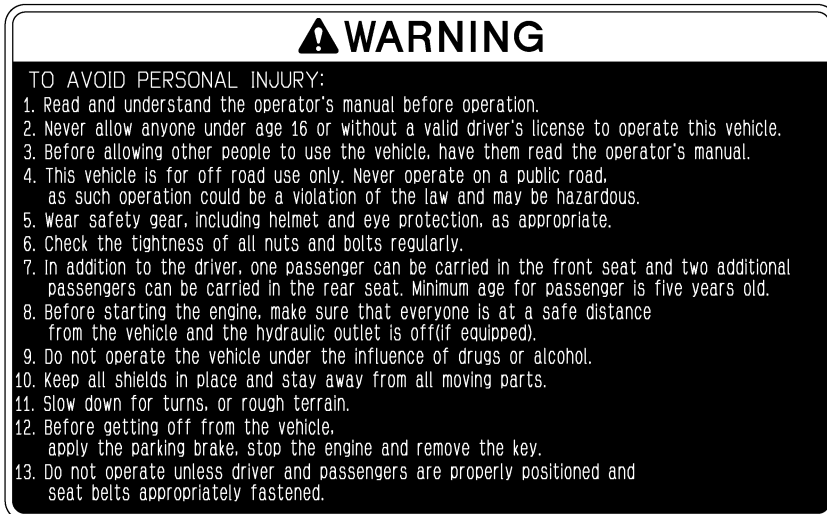 WARNING
TO AVOID PERSONAL INJURY:
1. Read and understand the operator's manual before operation.
2. Never allow anyone under age 16 or without a valid driver's license to operate this vehicle.
3. Before allowing other people to use the vehicle, have them read the operator's manual.
4. This vehicle is for off road use only. Never operate on a public road,
as such operation could be a violation of the law and may be hazardous.
5. Wear safety gear, including helmet and eye protection, as appropriate.
6. Check the tightness of all nuts and bolts regularly.
7. In addition to the driver, one passenger can be carried in the front seat and two additional
passengers can be carried in the rear seat. Minimum age for passenger is five years old.
8. Before starting the engine, make sure that everyone is at a safe distance
from the vehicle and the hydraulic outlet is off(if equipped).
9. Do not operate the vehicle under the influence of drugs or alcohol.
10. Keep all shields in place and stay away from all moving parts.
11. Slow down for turns, or rough terrain.
12. Before getting off from the vehicle,
apply the parking brake, stop the engine and remove the key.
13. Do not operate unless driver and passengers are properly positioned and
seat belts appropriately fastened.